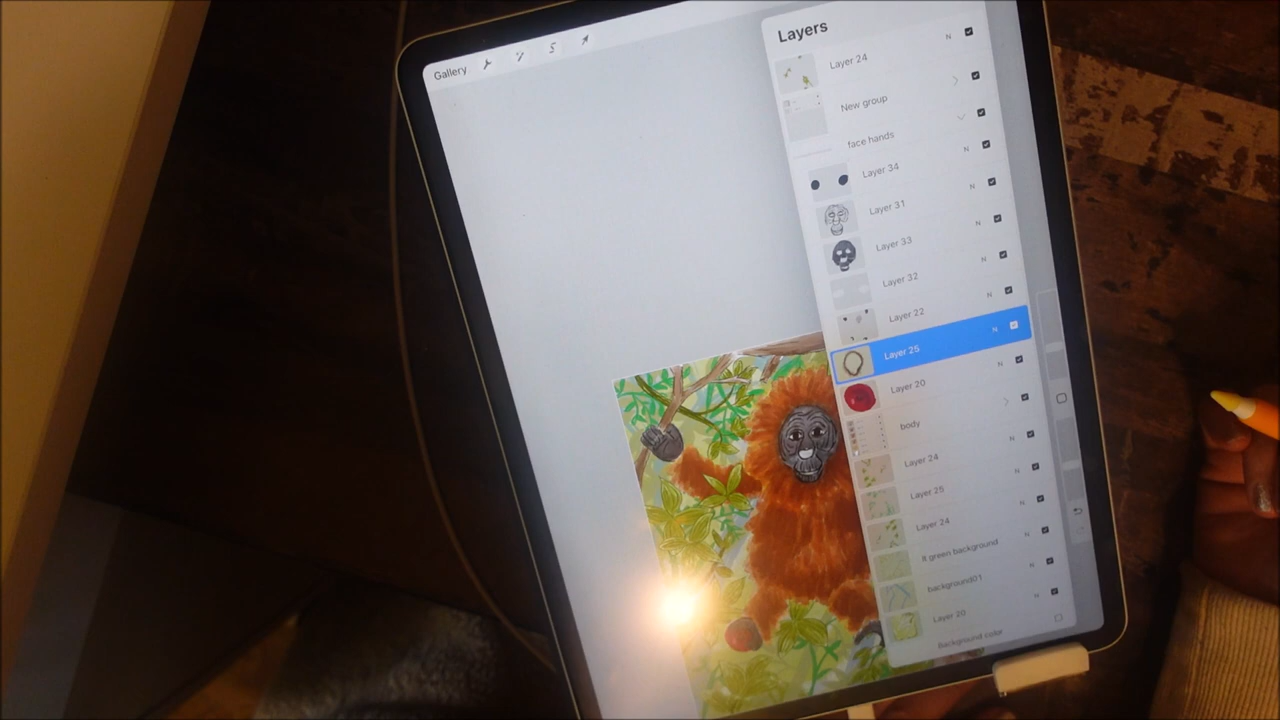 Gallery
Layers
Layer 24
N
New group
face hands
Layer 34
N
Layer 31
N
Layer 33
N
Layer 32
N
Layer 22
N
Layer 25
N
Layer 20
N
body
Layer 24
N
Layer 25
N
Layer 24
N
lt green background
N
background01
N
Layer 20
N
Background color